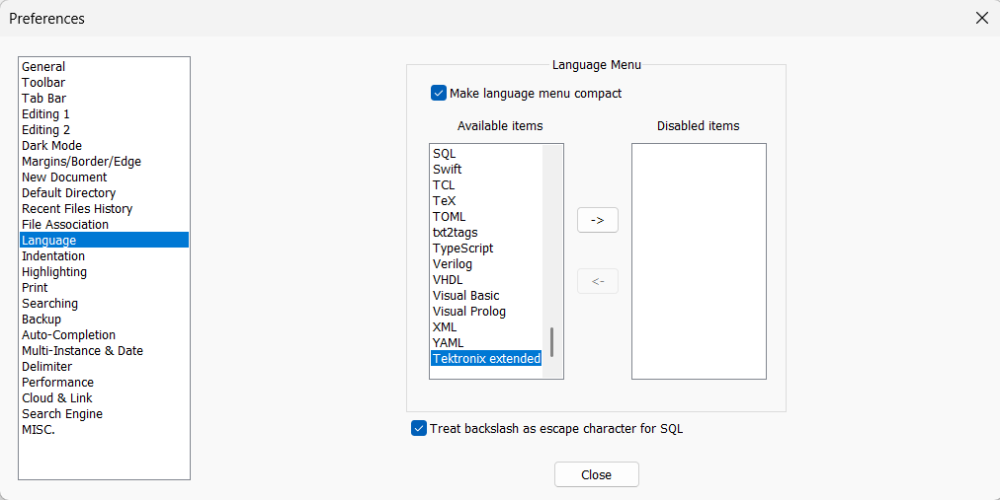 Preferences
General
Toolbar
Tab Bar
Editing 1
Editing 2
Dark Mode
Margins/Border/Edge
New Document
Default Directory
Recent Files History
File Association
Language
Indentation
Highlighting
Print
Searching
Backup
Auto-Completion
Multi-Instance & Date
Delimiter
Performance
Cloud & Link
Search Engine
MISC.
Language Menu
Make language menu compact
Available items
SQL
Swift
TCL
TeX
TOML
txt2tags
TypeScript
Verilog
VHDL
Visual Basic
Visual Prolog
XML
YAML
Tektronix extended
->
<-
Disabled items
Treat backslash as escape character for SQL
Close